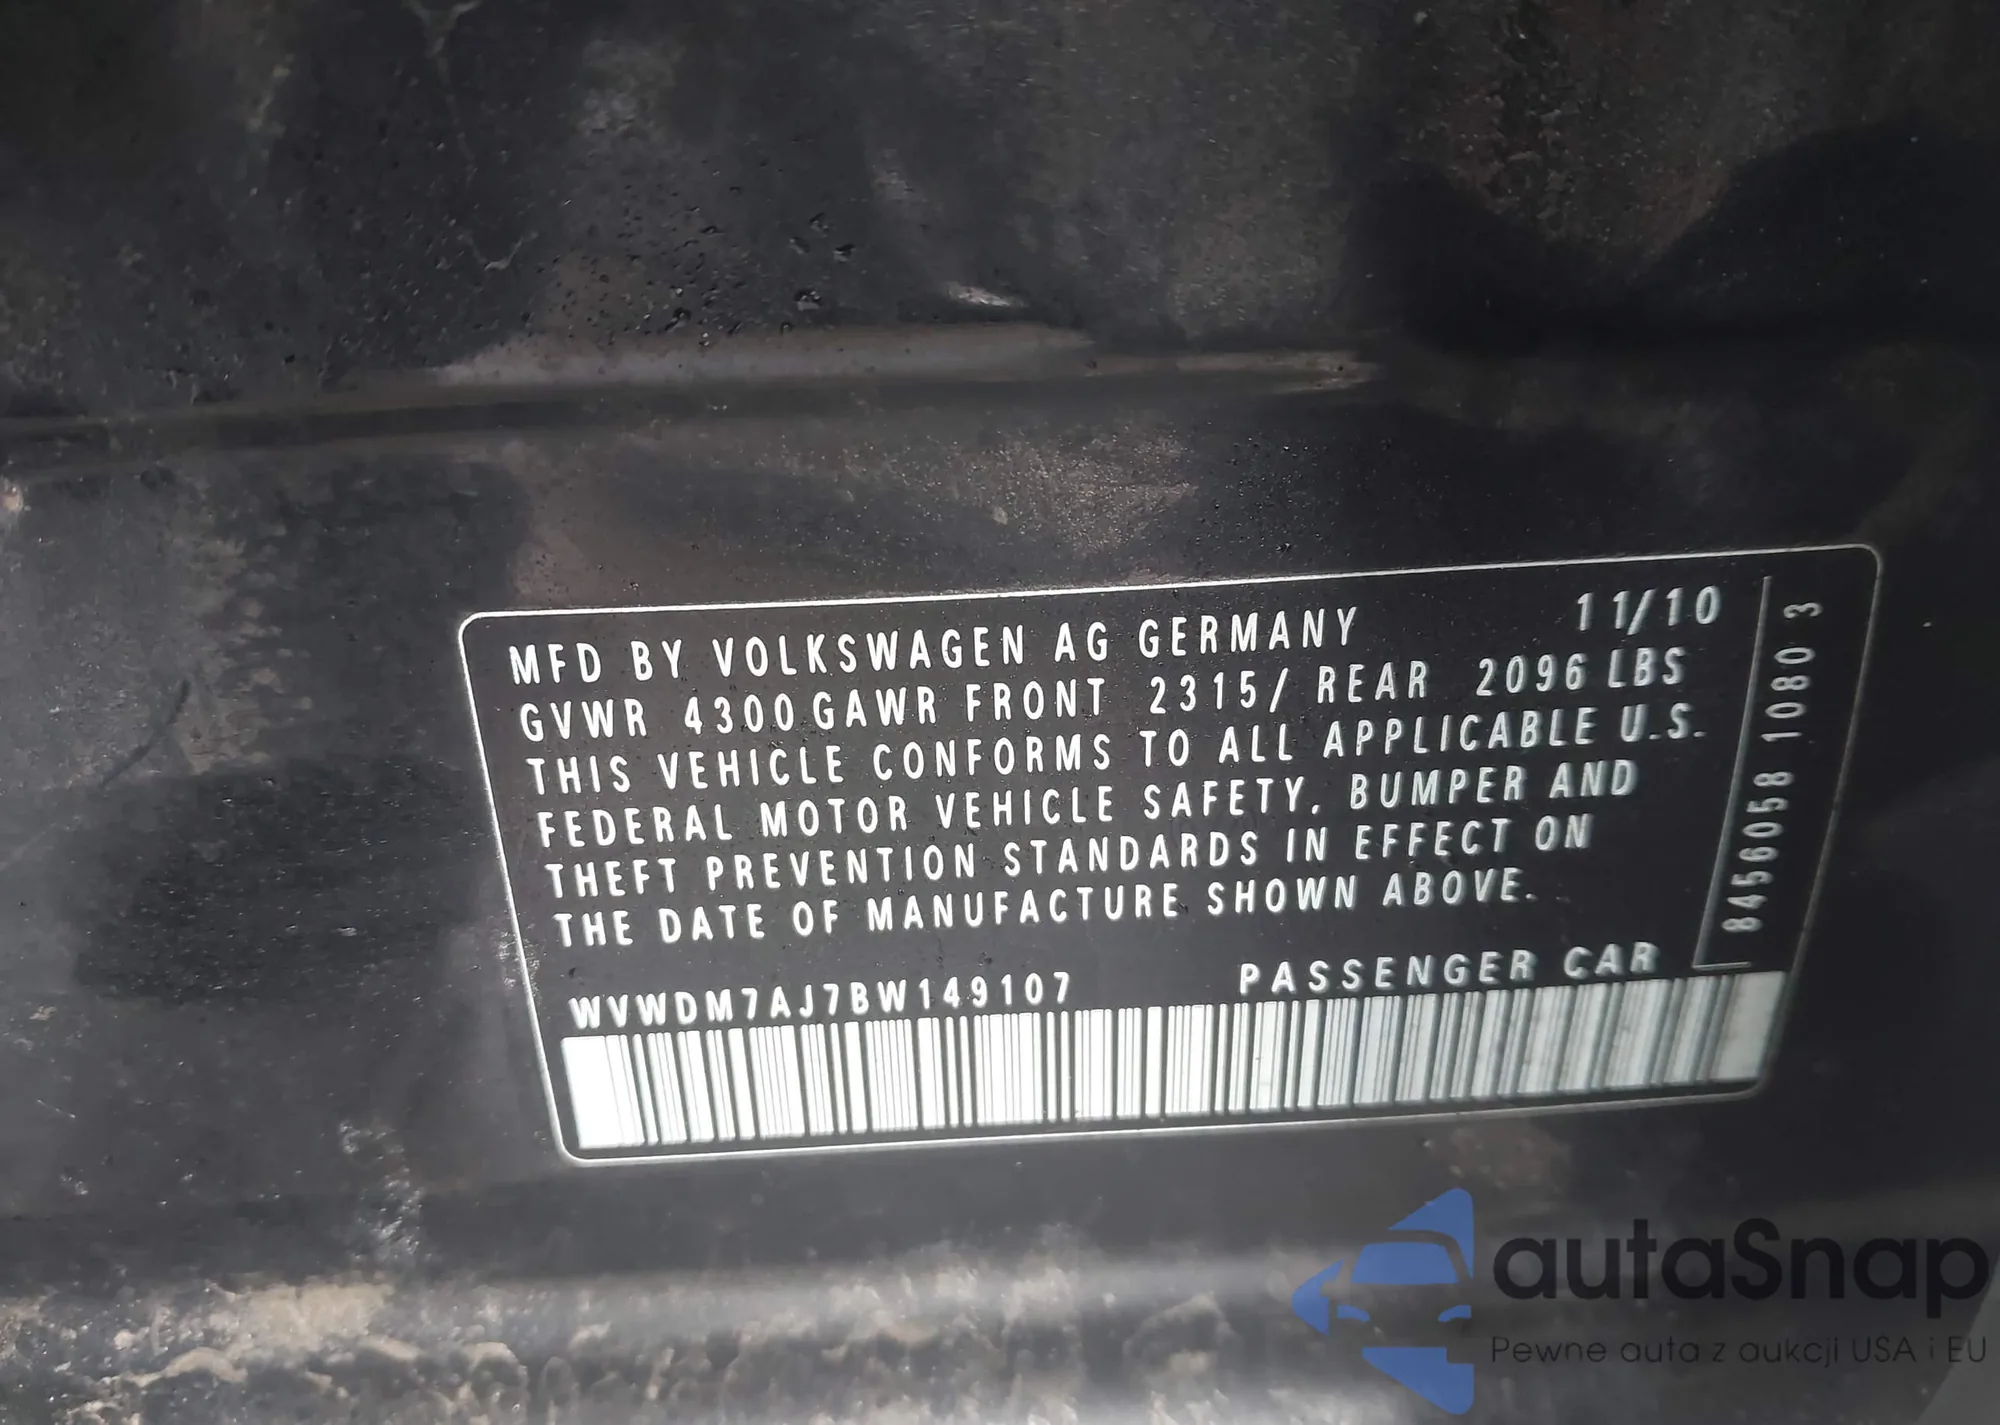 MFD BY VOLKSWAGEN AG GERMANY 11/10
GVWR 4300 GAWR FRONT 2315/ REAR 2096 LBS
THIS VEHICLE CONFORMS TO ALL APPLICABLE U.S.
FEDERAL MOTOR VEHICLE SAFETY, BUMPER AND
THEFT PREVENTION STANDARDS IN EFFECT ON
THE DATE OF MANUFACTURE SHOWN ABOVE.
WVWDM7AJ7BW149107 PASSENGER CAR
8456058 1080 3
autaSnap
Pewne auta z aukcji USA i EU